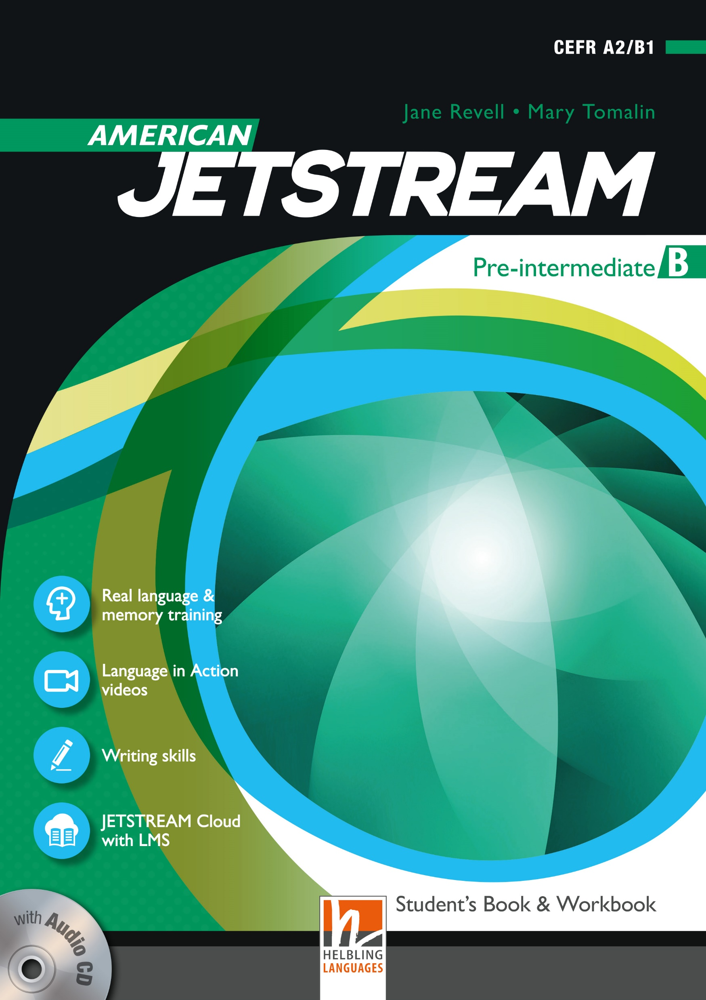 CEFR A2/B1
Jane Revell • Mary Tomalin
AMERICAN
JETSTREAM
Pre-intermediate B
Real language &
memory training
Language in Action
videos
Writing skills
JETSTREAM Cloud
with LMS
Student's Book & Workbook
with Audio CD
HELBLING
LANGUAGES